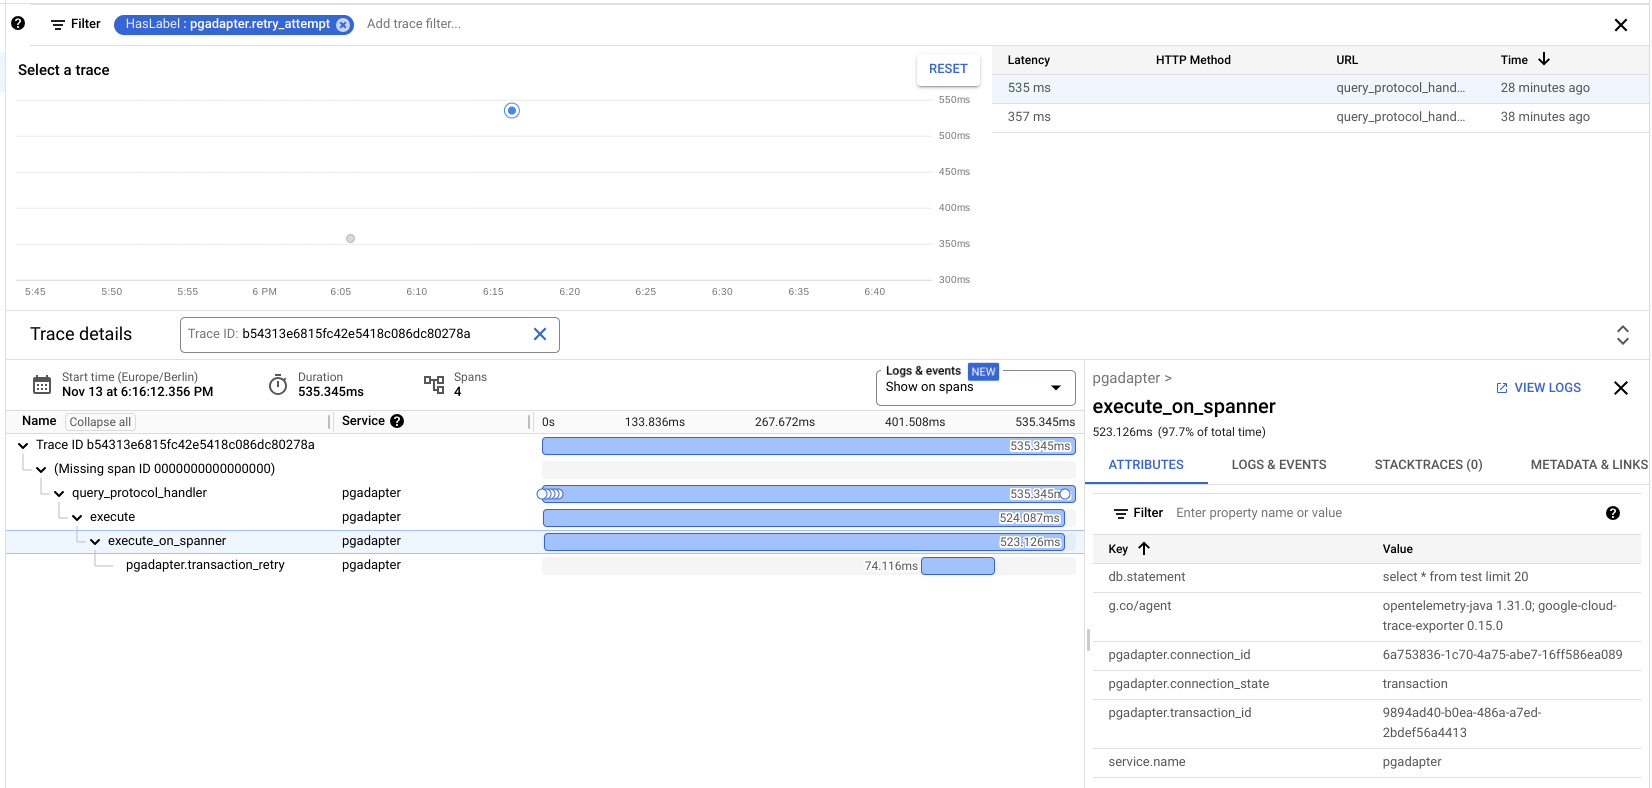 Filter HasLabel : pgadapter.retry_attempt Add trace filter...
Select a trace
RESET
550ms
500ms
450ms
400ms
350ms
300ms
5:45 5:50 5:55 6 PM 6:05 6:10 6:15 6:20 6:25 6:30 6:35 6:40
Latency HTTP Method URL Time
535 ms query_protocol_hand... 28 minutes ago
357 ms query_protocol_hand... 38 minutes ago
Trace details
Trace ID: b54313e6815fc42e5418c086dc80278a
Start time (Europe/Berlin)
Nov 13 at 6:16:12.356 PM
Duration
535.345ms
Spans
4
Logs & events NEW
Show on spans
Name Collapse all Service 0s 133.836ms 267.672ms 401.508ms 535.345ms
Trace ID b54313e6815fc42e5418c086dc80278a 535.345ms
(Missing span ID 0000000000000000)
query_protocol_handler pgadapter 535.345m
execute pgadapter 524.087ms
execute_on_spanner pgadapter 523.126ms
pgadapter.transaction_retry pgadapter 74.116ms
pgadapter >
execute_on_spanner
523.126ms (97.7% of total time)
VIEW LOGS
ATTRIBUTES LOGS & EVENTS STACKTRACES (0) METADATA & LINKS
Filter Enter property name or value
Key Value
db.statement select * from test limit 20
g.co/agent opentelemetry-java 1.31.0; google-cloud-
trace-exporter 0.15.0
pgadapter.connection_id 6a753836-1c70-4a75-abe7-16ff586ea089
pgadapter.connection_state transaction
pgadapter.transaction_id 9894ad40-b0ea-486a-a7ed-
2bdef56a4413
service.name pgadapter